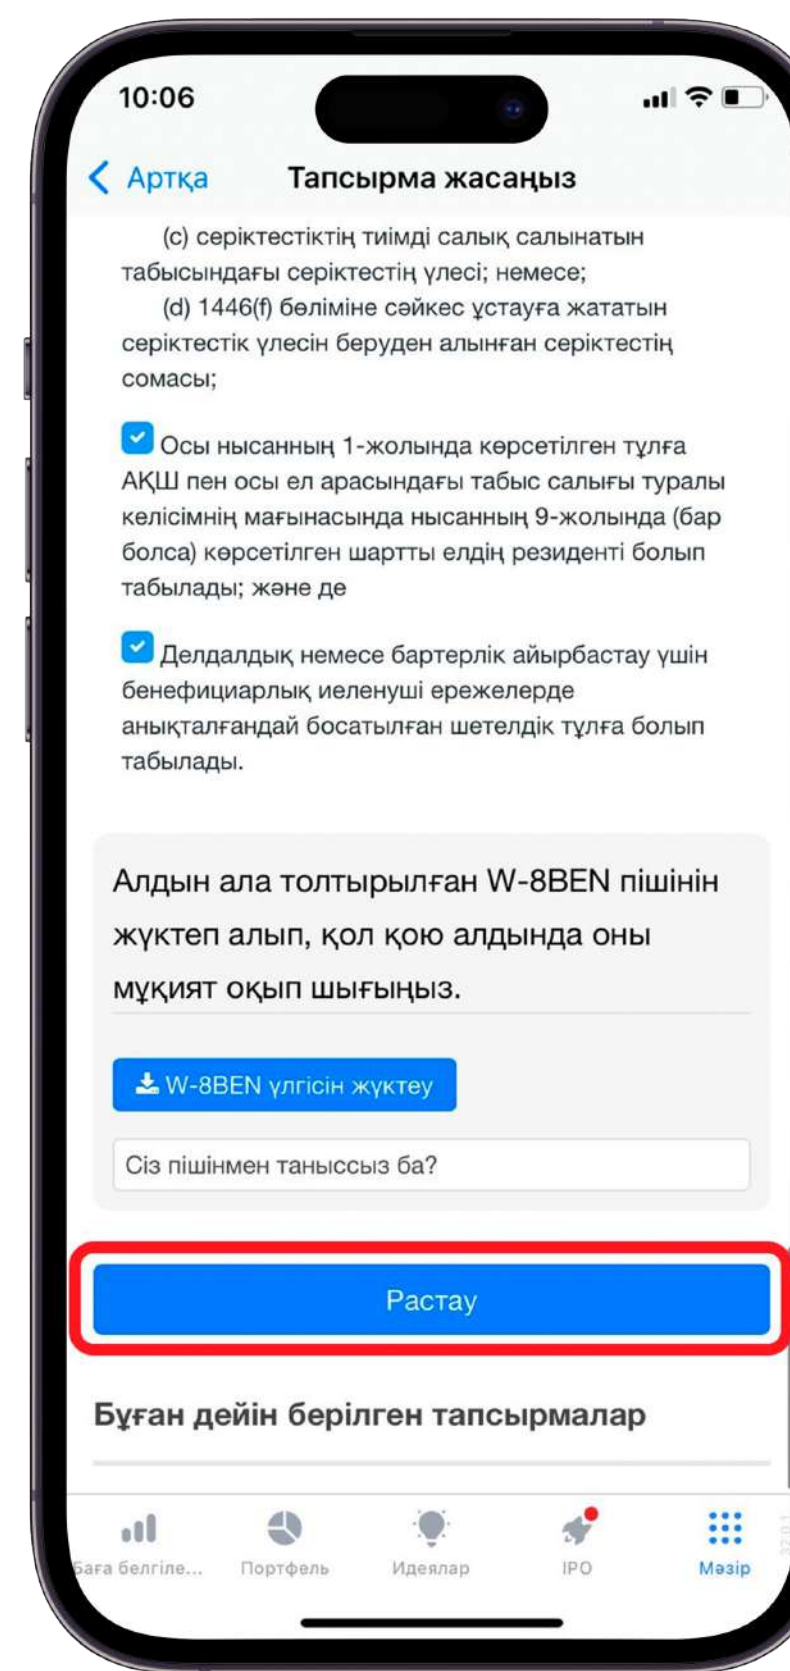 10:06
Артқа
Тапсырма жасаңыз
(c) серіктестіктің тиімді салық салынатын
табысындағы серіктестің үлесі; немесе;
(d) 1446(f) бөліміне сәйкес ұстауға жататын
серіктестік үлесін беруден алынған серіктестің
сомасы;
Осы нысанның 1-жолында көрсетілген тұлға
АҚШ пен осы ел арасындағы табыс салығы туралы
келісімнің мағынасында нысанның 9-жолында (бар
болса) көрсетілген шартты елдің резиденті болып
табылады; және де
Делдалдық немесе бартерлік айырбастау үшін
бенефициарлық иеленуші ережелерде
анықталғандай босатылған шетелдік тұлға болып
табылады.
Алдын ала толтырылған W-8BEN пішінін
жүктеп алып, қол қою алдында оны
мұқият оқып шығыңыз.
W-8BEN үлгісін жүктеу
Сіз пішінмен таныссыз ба?
Растау
Бұған дейін берілген тапсырмалар
Баға белгіле...
Портфель
Идеялар
IPO
Мәзір